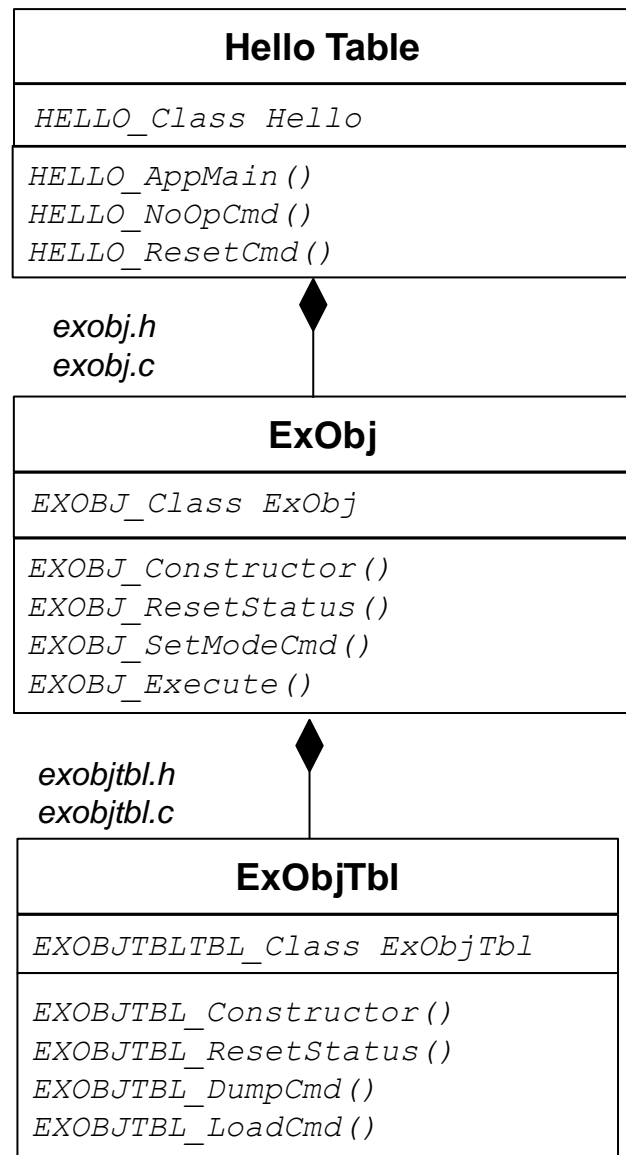 Hello Table
HELLO_Class Hello
HELLO_AppMain()
HELLO_NoOpCmd()
HELLO_ResetCmd()
exobj.h
exobj.c
ExObj
EXOBJ_Class ExObj
EXOBJ_Constructor()
EXOBJ_ResetStatus()
EXOBJ_SetModeCmd()
EXOBJ_Execute()
exobjtbl.h
exobjtbl.c
ExObjTbl
EXOBJTBLTBL_Class ExObjTbl
EXOBJTBL_Constructor()
EXOBJTBL_ResetStatus()
EXOBJTBL_DumpCmd()
EXOBJTBL_LoadCmd()